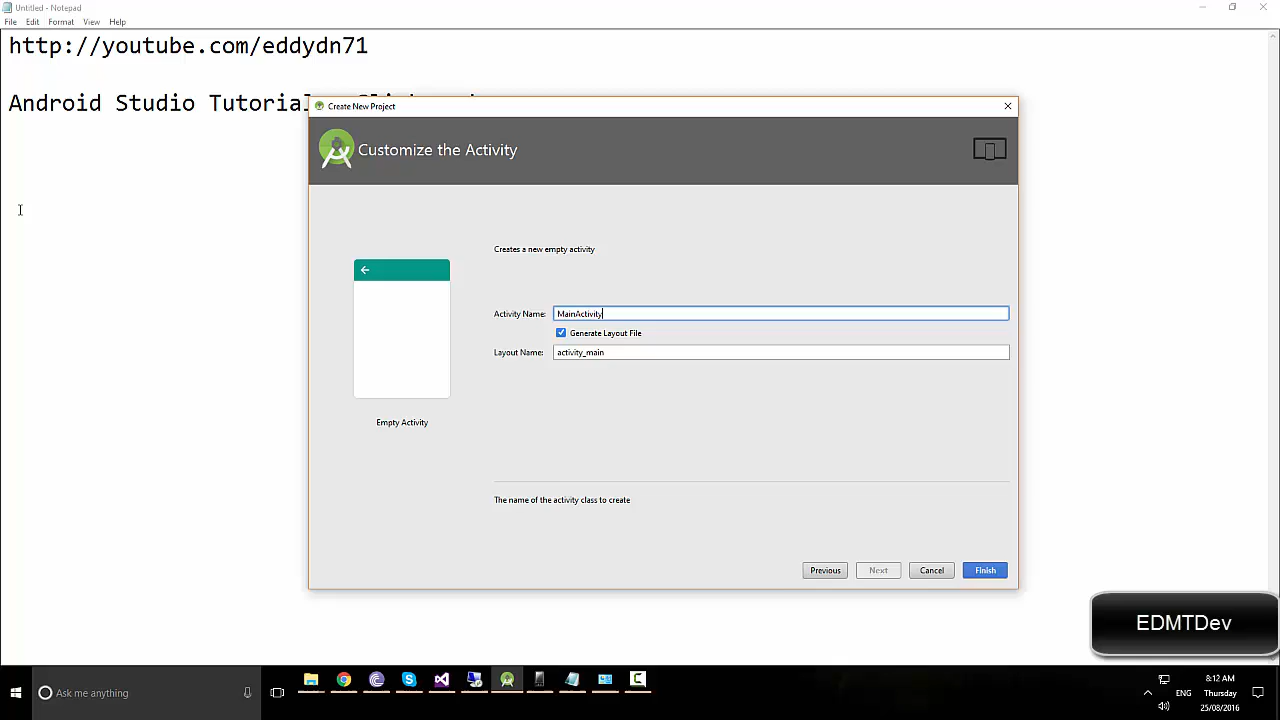 Untitled - Notepad
File Edit Format View Help
http://youtube.com/eddydn71
Android Studio Tutorial
Create New Project
Customize the Activity
Creates a new empty activity
Activity Name: MainActivity
Generate Layout File
Layout Name: activity_main
Empty Activity
The name of the activity class to create
Previous Next Cancel Finish
EDMTDev
Ask me anything
8:12 AM
ENG Thursday
25/08/2016